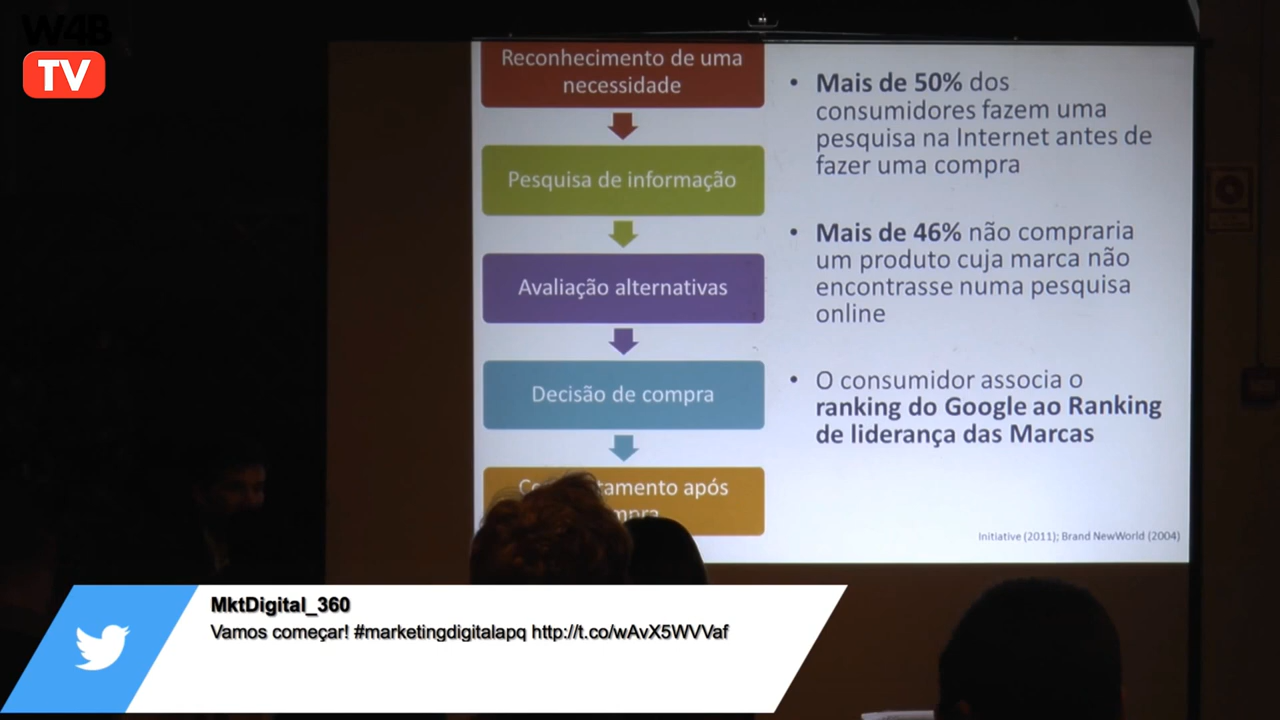 W4B
TV
Reconhecimento de uma
necessidade
Pesquisa de informação
Avaliação alternativas
Decisão de compra
após
Mais de 50% dos
consumidores fazem uma
pesquisa na Internet antes de
fazer uma compra
Mais de 46% não compraria
um produto cuja marca não
encontrasse numa pesquisa
online
O consumidor associa o
ranking do Google ao Ranking
de liderança das Marcas
Initiative (2011); Brand NewWorld (2004)
MktDigital_360
Vamos começar! #marketingdigitalapq http://t.co/wAvX5WVVaf